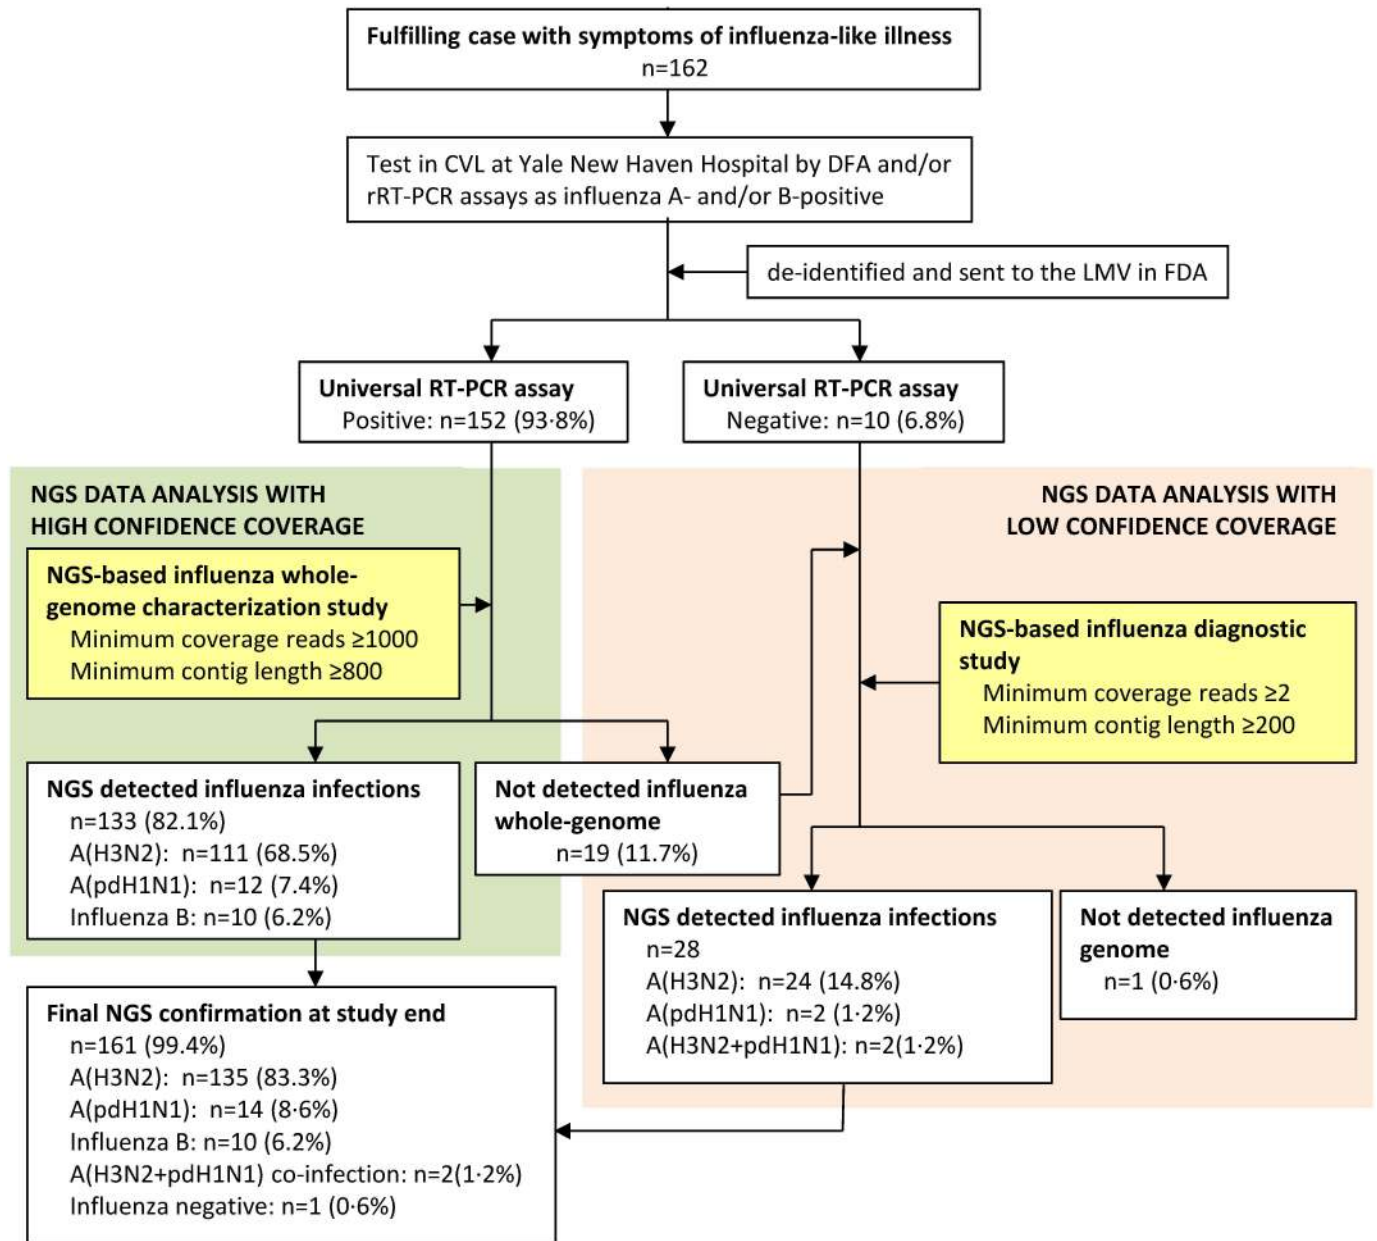 Fulfilling case with symptoms of influenza-like illness
n=162
Test in CVL at Yale New Haven Hospital by DFA and/or
rRT-PCR assays as influenza A- and/or B-positive
de-identified and sent to the LMV in FDA
Universal RT-PCR assay
Positive: n=152 (93·8%)
Universal RT-PCR assay
Negative: n=10 (6.8%)
NGS DATA ANALYSIS WITH
HIGH CONFIDENCE COVERAGE
NGS DATA ANALYSIS WITH
LOW CONFIDENCE COVERAGE
NGS-based influenza whole-
genome characterization study
Minimum coverage reads ≥1000
Minimum contig length ≥800
NGS-based influenza diagnostic
study
Minimum coverage reads ≥2
Minimum contig length ≥200
NGS detected influenza infections
n=133 (82.1%)
A(H3N2): n=111 (68.5%)
A(pdH1N1): n=12 (7.4%)
Influenza B: n=10 (6.2%)
Not detected influenza
whole-genome
n=19 (11.7%)
NGS detected influenza infections
n=28
A(H3N2): n=24 (14.8%)
A(pdH1N1): n=2 (1·2%)
A(H3N2+pdH1N1): n=2(1·2%)
Not detected influenza
genome
n=1 (0·6%)
Final NGS confirmation at study end
n=161 (99.4%)
A(H3N2): n=135 (83.3%)
A(pdH1N1): n=14 (8·6%)
Influenza B: n=10 (6.2%)
A(H3N2+pdH1N1) co-infection: n=2(1·2%)
Influenza negative: n=1 (0·6%)